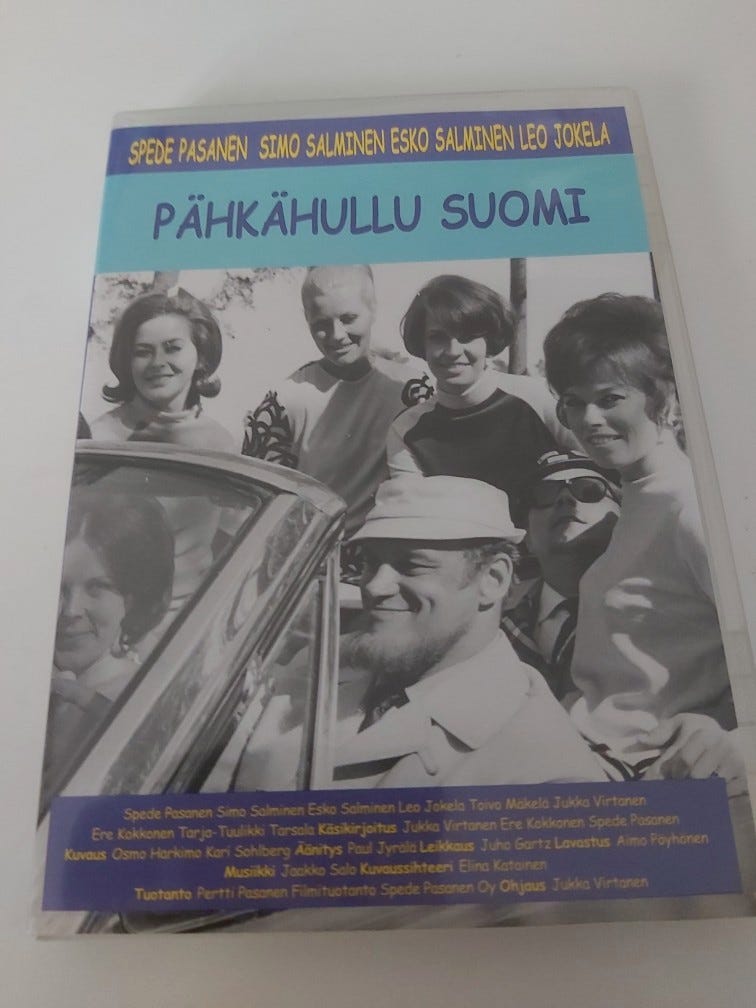 SPEDE PASANEN SIMO SALMINEN ESKO SALMINEN LEO JOKELA
PÄHKÄHULLU SUOMI
Spede Pasanen Simo Salminen Esko Salminen Leo Jokela Toivo Mäkelä Jukka Virtanen
Ere Kokkonen Tarja-Tuulikki Tarsala Käsikirjoitus Jukka Virtanen Ere Kokkonen Spede Pasanen
Kuvaus Osmo Harkimo Kari Sohlberg Äänitys Paul Jyrälä Leikkaus Juho Gartz Lavastus Aimo Pöyhönen
Musiikki Jaakko Salo Kuvaussihteeri Elina Katainen
Tuotanto Pertti Pasanen Filmituotanto Spede Pasanen Oy Ohjaus Jukka Virtanen